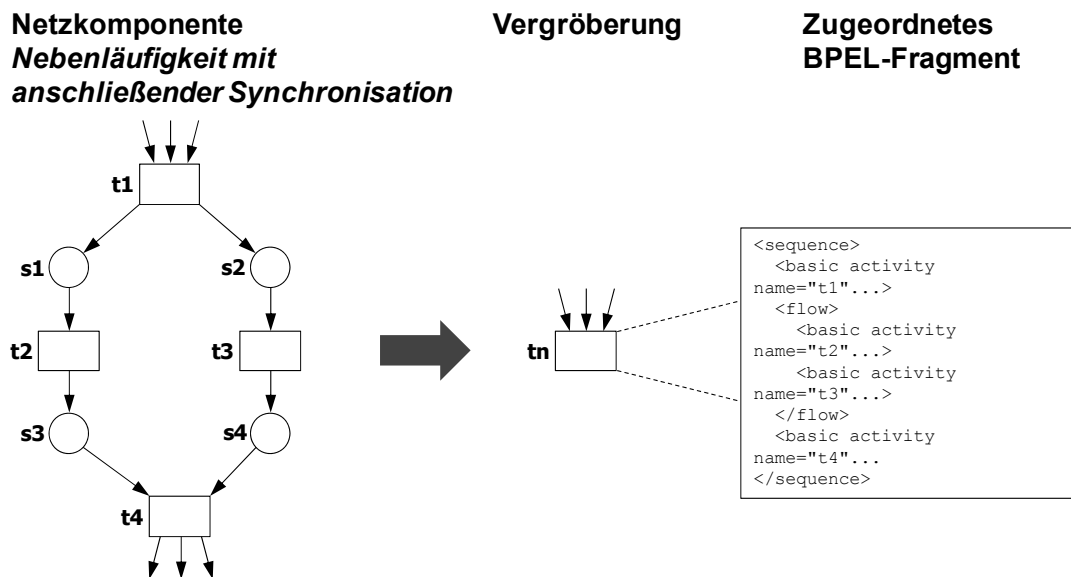 Netzkomponente
Nebenläufigkeit mit
anschließender Synchronisation
Vergröberung
Zugeordnetes
BPEL-Fragment
t1
s1
s2
t2
t3
s3
s4
t4
tn
<sequence>
<basic activity
name="t1"...>
<flow>
<basic activity
name="t2"...>
<basic activity
name="t3"...>
</flow>
<basic activity
name="t4"...
</sequence>